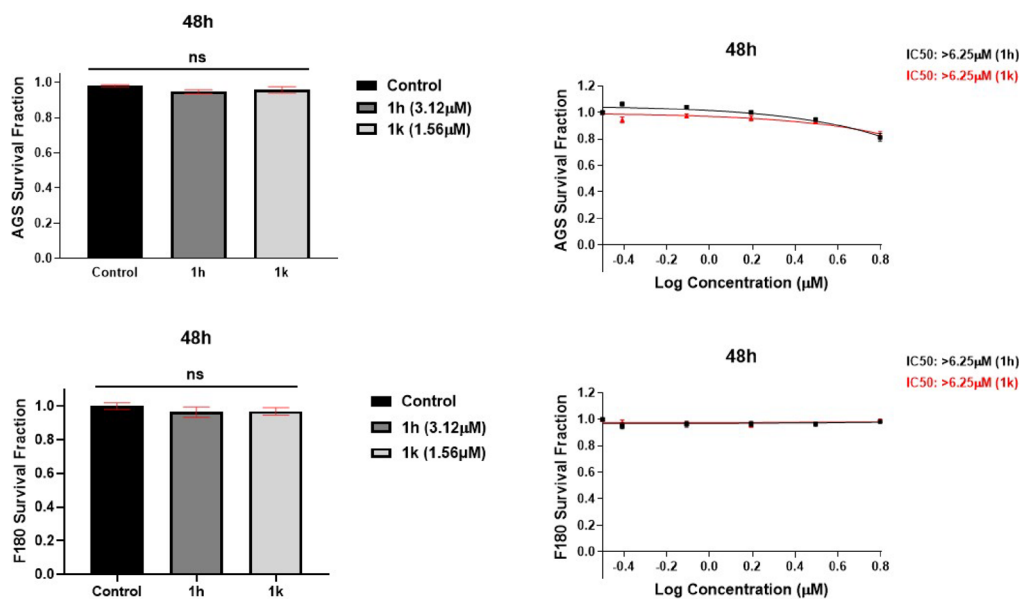 48h
ns
AGS Survival Fraction
1.0
0.8
0.6
0.4
0.2
0.0
Control
1h
1k
Control
1h (3.12μM)
1k (1.56μM)
48h
IC50: >6.25μM (1h)
IC50: >6.25μM (1k)
AGS Survival Fraction
1.2
1.0
0.8
0.6
0.4
0.2
0.0
-0.4 -0.2 0.0 0.2 0.4 0.6 0.8
Log Concentration (μM)
48h
ns
F180 Survival Fraction
1.0
0.8
0.6
0.4
0.2
0.0
Control
1h
1k
Control
1h (3.12μM)
1k (1.56μM)
48h
IC50: >6.25μM (1h)
IC50: >6.25μM (1k)
F180 Survival Fraction
1.2
1.0
0.8
0.6
0.4
0.2
0.0
-0.4 -0.2 0.0 0.2 0.4 0.6 0.8
Log Concentration (μM)